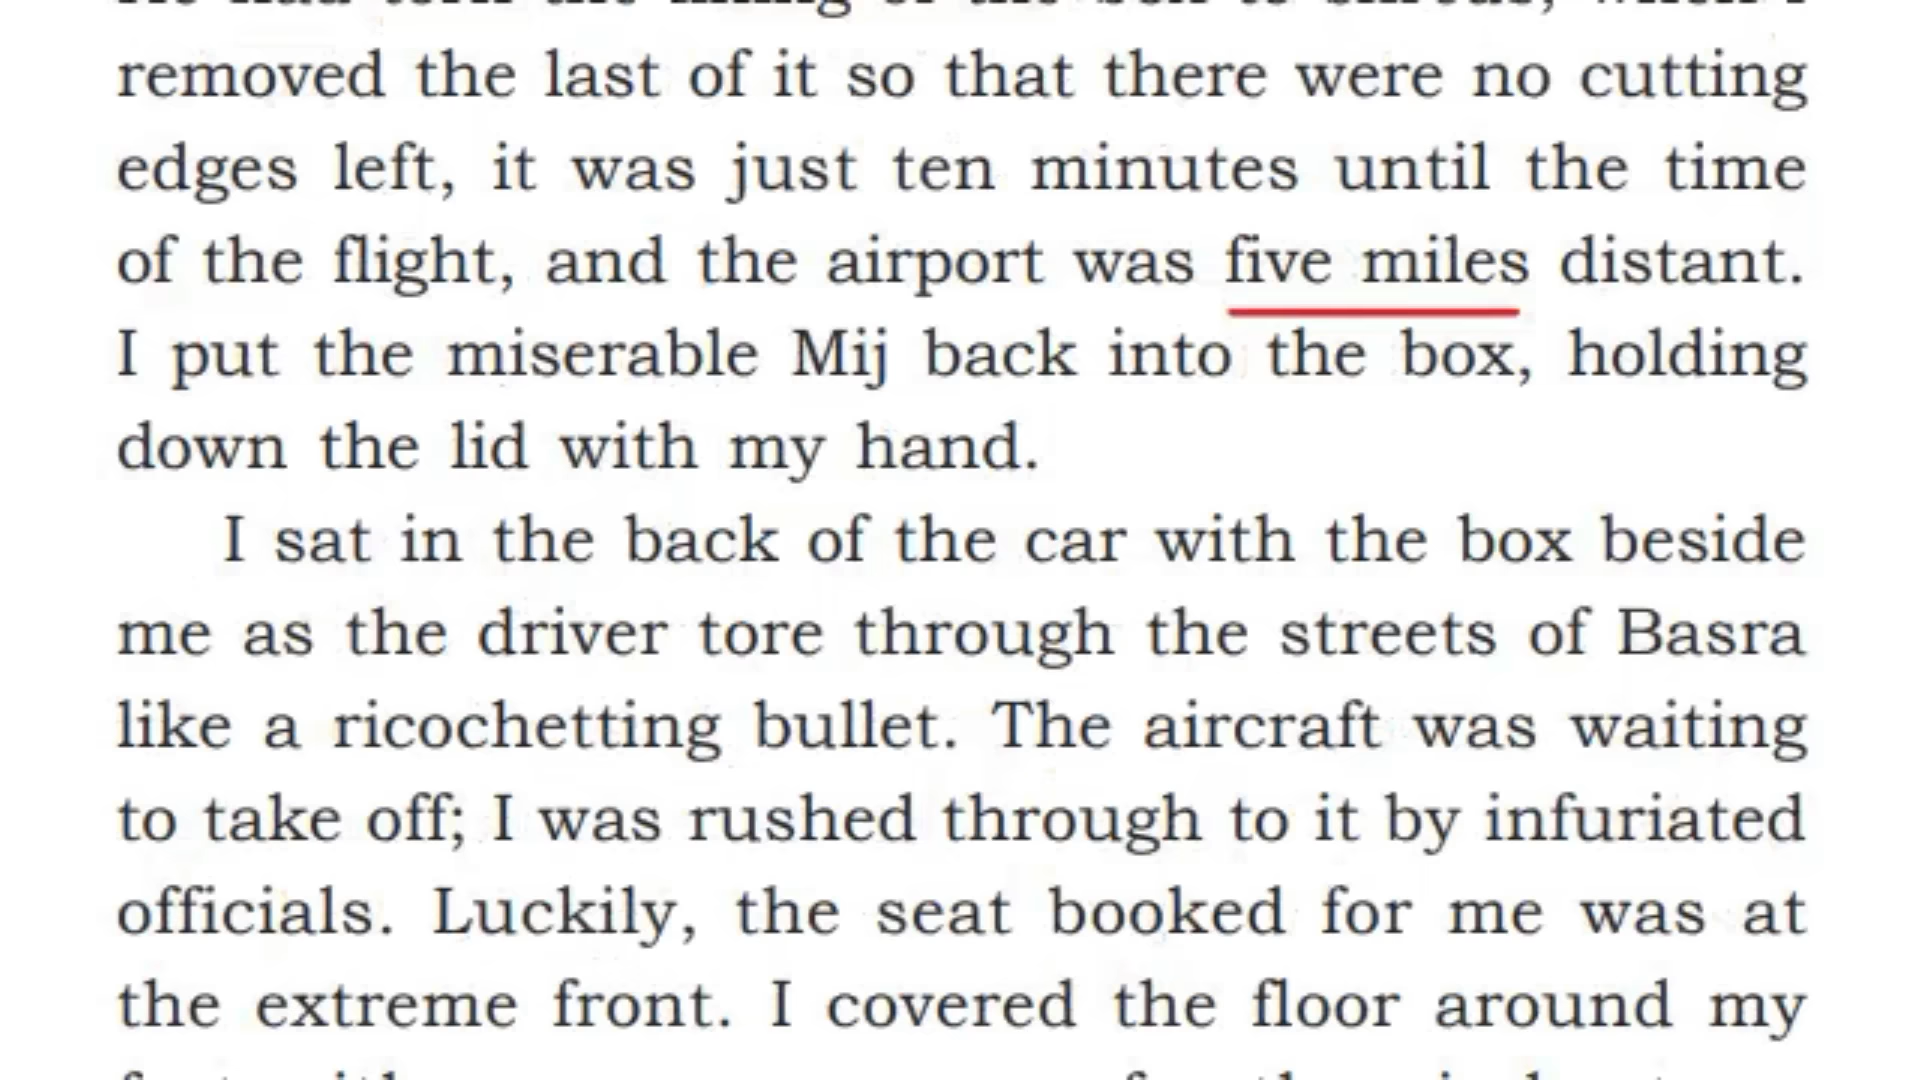 removed the last of it so that there were no cutting
edges left, it was just ten minutes until the time
of the flight, and the airport was five miles distant.
I put the miserable Mij back into the box, holding
down the lid with my hand.
I sat in the back of the car with the box beside
me as the driver tore through the streets of Basra
like a ricochetting bullet. The aircraft was waiting
to take off; I was rushed through to it by infuriated
officials. Luckily, the seat booked for me was at
the extreme front. I covered the floor around my